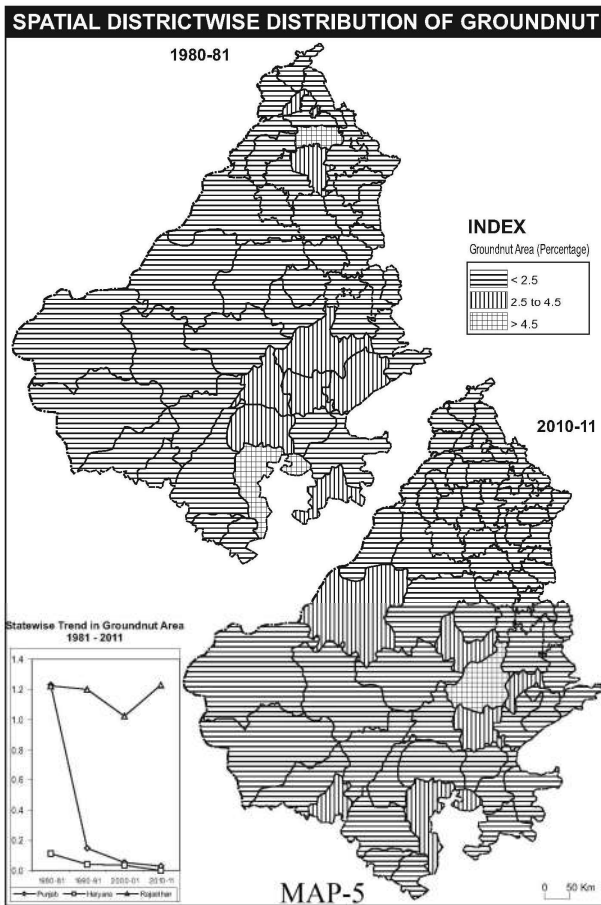 SPATIAL DISTRICTWISE DISTRIBUTION OF GROUNDNUT
1980-81
INDEX
Groundnut Area (Percentage)
< 2.5
2.5 to 4.5
> 4.5
2010-11
Statewise Trend in Groundnut Area
1981 - 2011
1.4
1.2
1.0
0.8
0.6
0.4
0.2
0.0
1980-81 1990-91 2000-01 2010-11
Punjab Haryana Rajasthan
MAP-5
0 50 Km